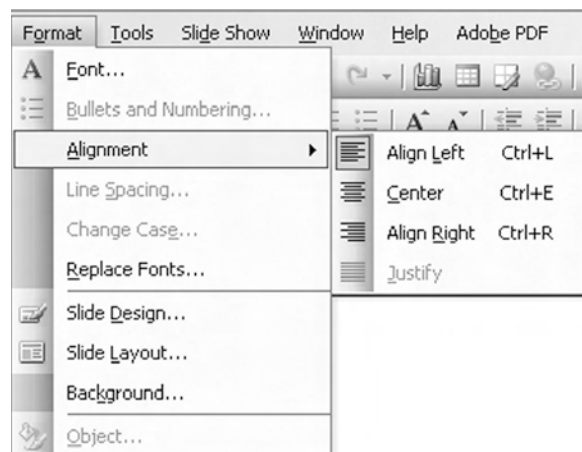 Format Tools Slide Show Window Help Adobe PDF
Font...
Bullets and Numbering...
Alignment
Align Left Ctrl+L
Line Spacing...
Center Ctrl+E
Change Case...
Align Right Ctrl+R
Replace Fonts...
Justify
Slide Design...
Slide Layout...
Background...
Object...